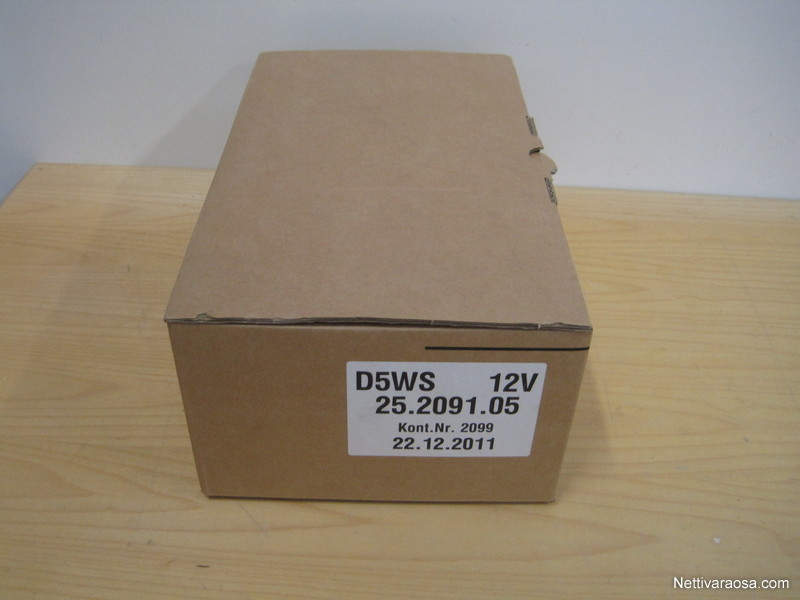 D5WS 12V
25.2091.05
Kont.Nr. 2099
22.12.2011
Nettivaraosa.com